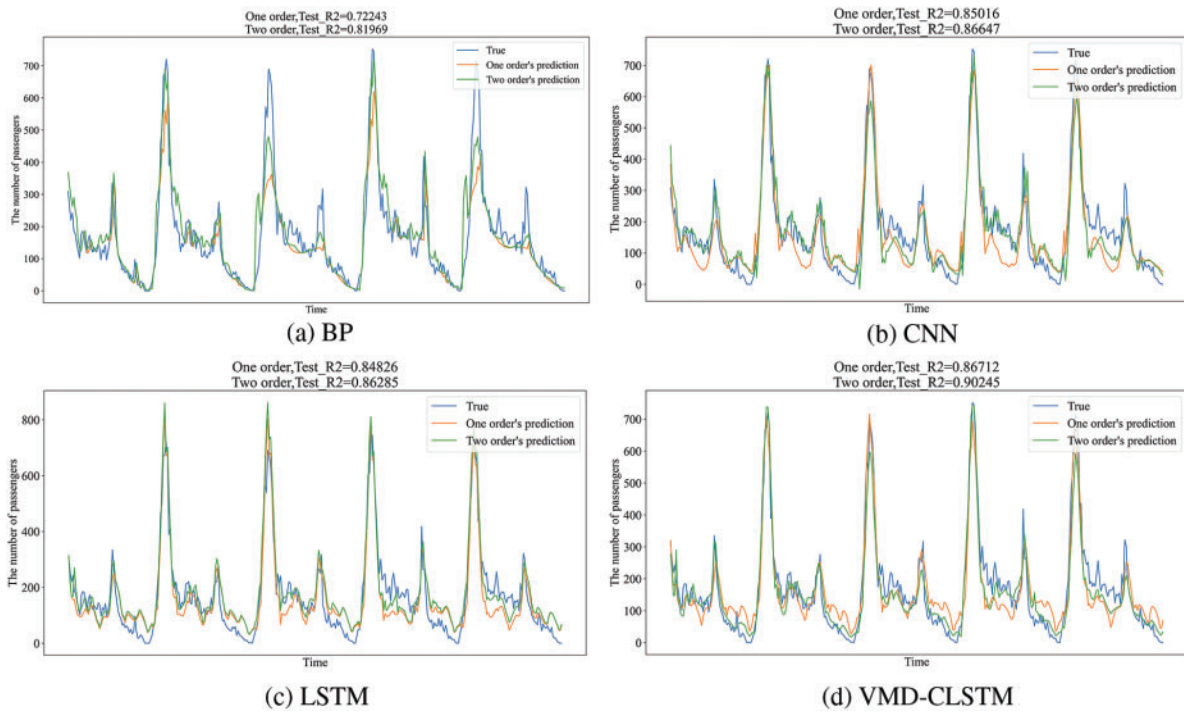 One order,Test_R2=0.72243
Two order,Test_R2=0.81969
True
One order's prediction
Two order's prediction
The number of passengers
700
600
500
400
300
200
100
0
Time
(a) BP
One order,Test_R2=0.85016
Two order,Test_R2=0.86647
True
One order's prediction
Two order's prediction
The number of passengers
700
600
500
400
300
200
100
0
Time
(b) CNN
One order,Test_R2=0.84826
Two order,Test_R2=0.86285
True
One order's prediction
Two order's prediction
The number of passengers
800
600
400
200
0
Time
(c) LSTM
One order,Test_R2=0.86712
Two order,Test_R2=0.90245
True
One order's prediction
Two order's prediction
The number of passengers
700
600
500
400
300
200
100
0
Time
(d) VMD-CLSTM